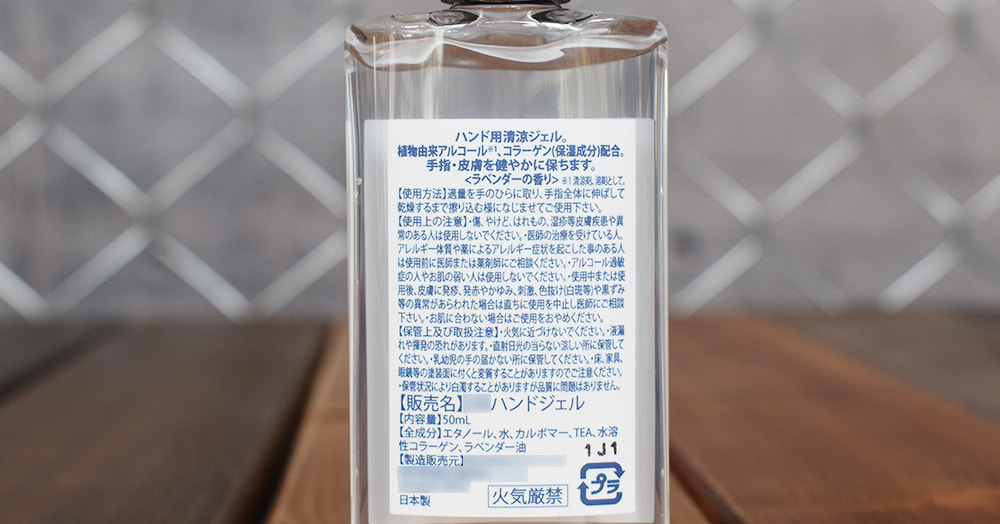 ハンド用清涼ジェル。
植物由来アルコール※1、コラーゲン(保湿成分)配合。
手指・皮膚を健やかに保ちます。
<ラベンダーの香り> ※1 清涼剤、溶剤として。
【使用方法】適量を手のひらに取り、手指全体に伸ばして
乾燥するまで擦り込む様になじませてご使用下さい。
【使用上の注意】・傷、やけど、はれもの、湿疹等皮膚疾患や異
常のある人は使用しないでください。・医師の治療を受けている人、
アレルギー体質や薬によるアレルギー症状を起こした事のある人
は使用前に医師または薬剤師にご相談ください。・アルコール過敏
症の人やお肌の弱い人は使用しないでください。・使用中または使
用後、皮膚に発疹、発赤やかゆみ、刺激、色抜け(白斑等)や黒ずみ
等の異常があらわれた場合は直ちに使用を中止し医師にご相談
下さい。・お肌に合わない場合はご使用をおやめください。
【保管上及び取扱注意】・火気に近づけないでください。・液漏
れや揮発の恐れがあります。・直射日光の当らない涼しい所に保管して
ください。・乳幼児の手の届かない所に保管してください。・床、家具、
眼鏡等の塗装面に付くと変質することがありますのでご注意ください。
・保管状況により白濁することがありますが品質に問題はありません。
【販売名】ハンドジェル
【内容量】50mL
【全成分】エタノール、水、カルボマー、TEA、水溶
性コラーゲン、ラベンダー油
1J1
【製造販売元】
プラ
日本製
火気厳禁